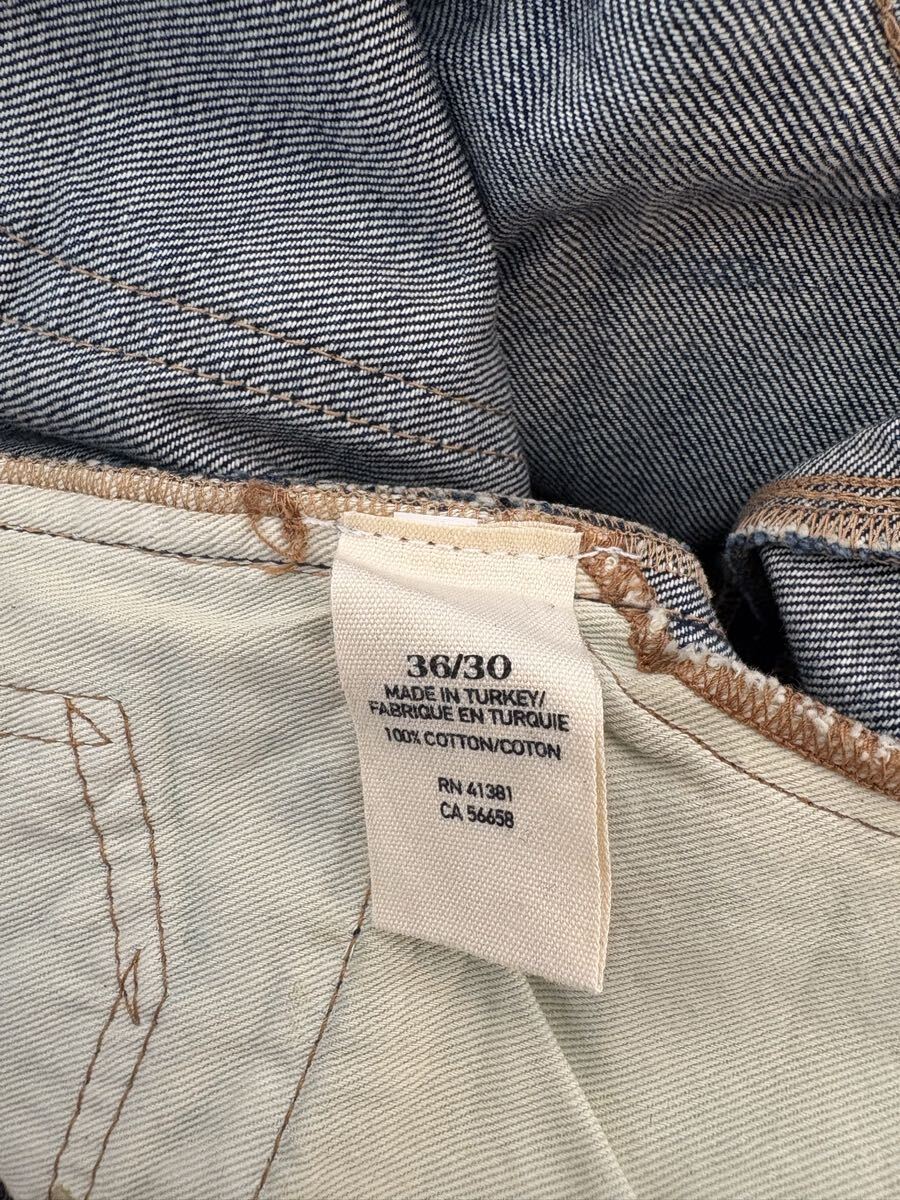 36/30
MADE IN TURKEY/
FABRIQUE EN TURQUIE
100% COTTON/COTON
RN 41381
CA 56658